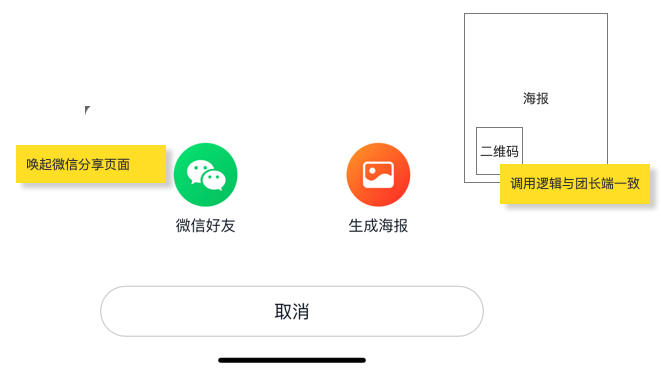 海报
二维码
唤起微信分享页面
调用逻辑与团长端一致
微信好友
生成海报
取消